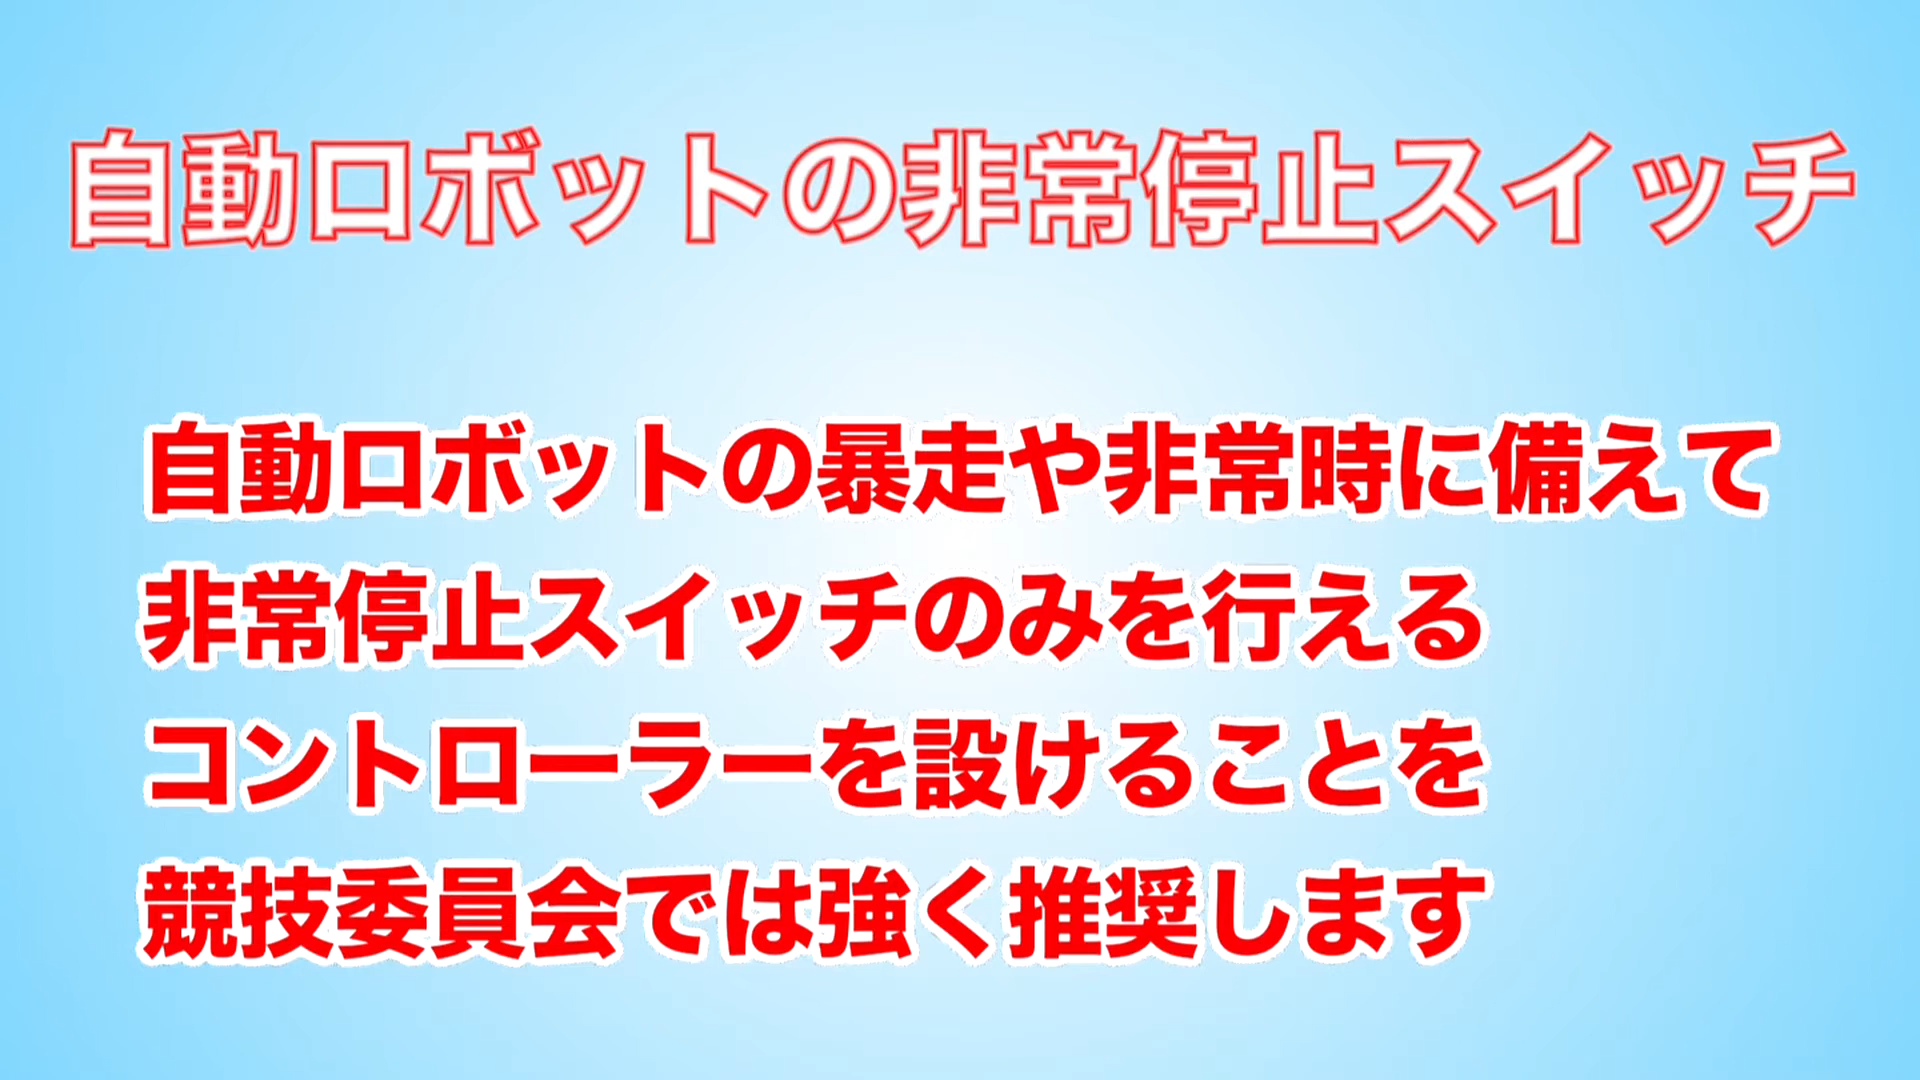 自動ロボットの非常停止スイッチ
自動ロボットの暴走や非常時に備えて
非常停止スイッチのみを行える
コントローラーを設けることを
競技委員会では強く推奨します